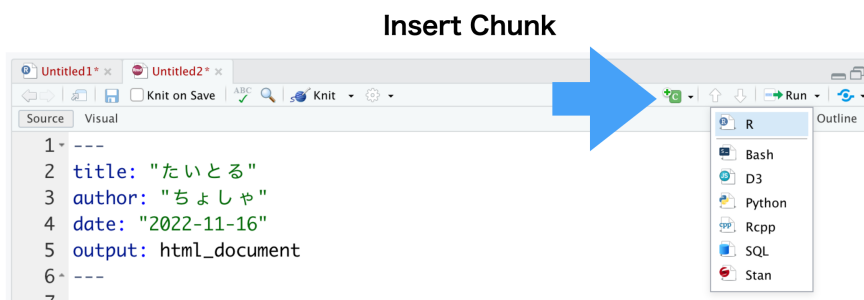 Insert Chunk
Untitled1* × Untitled2* ×
Knit on Save ABC Knit Run
Source Visual Outline
1 ---
2 title: "たいとる"
3 author: "ちょしゃ"
4 date: "2022-11-16"
5 output: html_document
6 ---
R
Bash
D3
Python
Rcpp
SQL
Stan